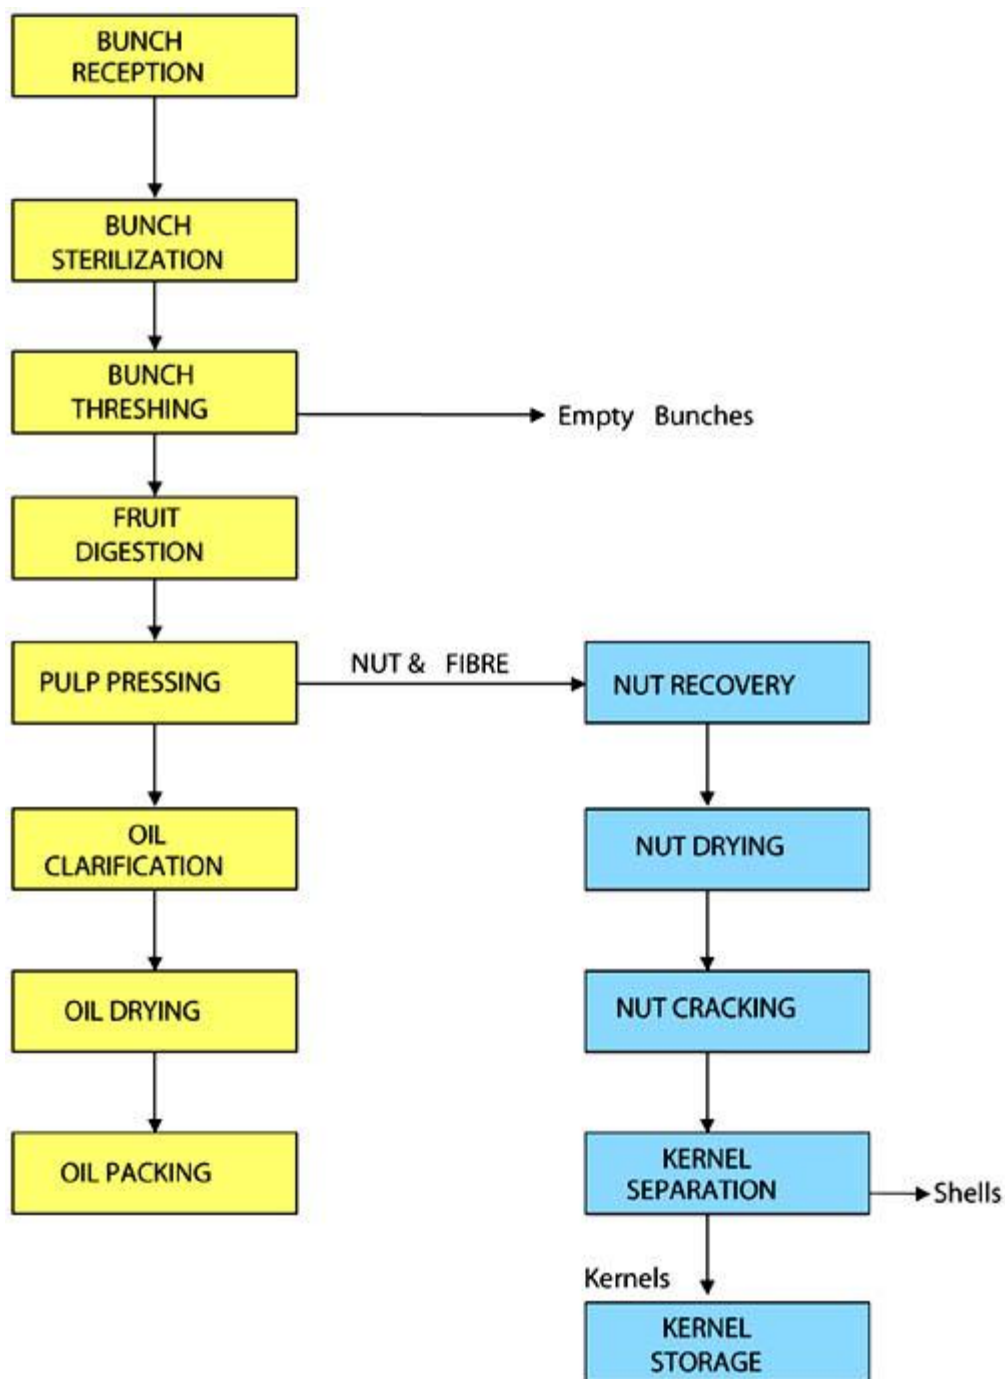 BUNCH
RECEPTION
BUNCH
STERILIZATION
BUNCH
THRESHING
Empty Bunches
FRUIT
DIGESTION
PULP PRESSING
NUT & FIBRE
NUT RECOVERY
OIL
CLARIFICATION
NUT DRYING
OIL DRYING
NUT CRACKING
OIL PACKING
KERNEL
SEPARATION
Shells
Kernels
KERNEL
STORAGE